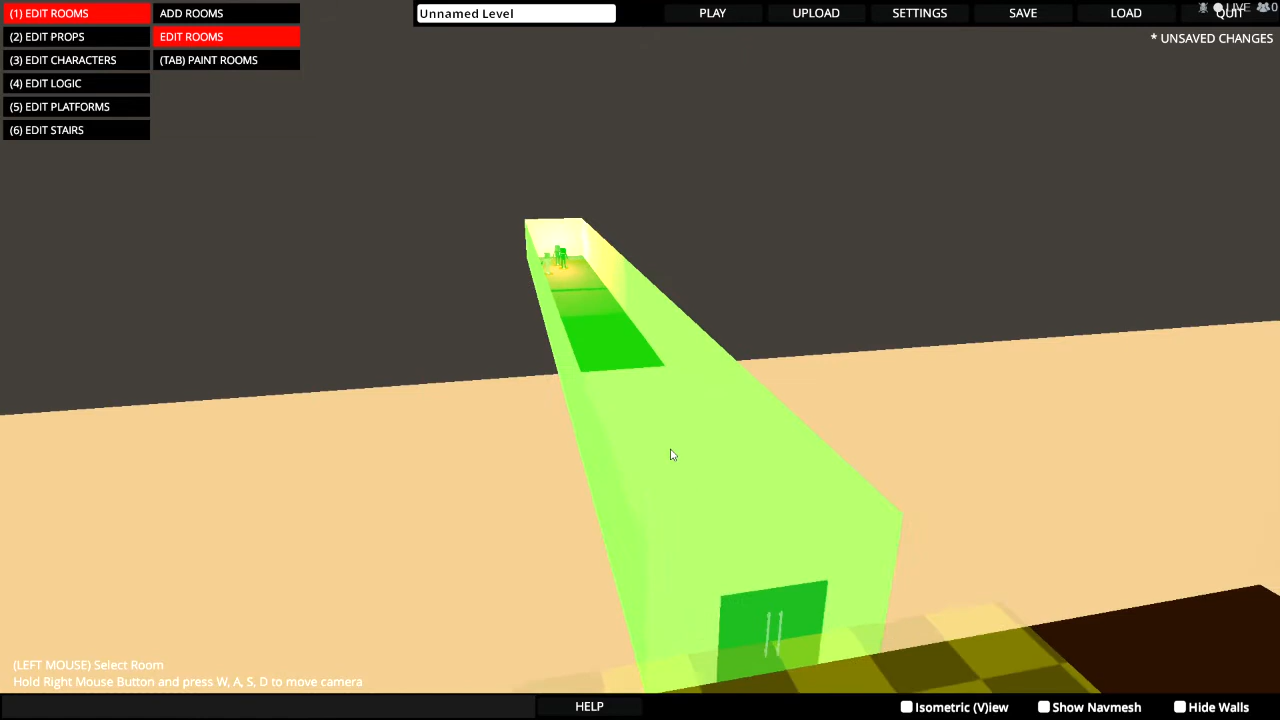 (1) EDIT ROOMS
ADD ROOMS
Unnamed Level
PLAY
UPLOAD
SETTINGS
SAVE
LOAD
QUIT
(2) EDIT PROPS
EDIT ROOMS
* UNSAVED CHANGES
(3) EDIT CHARACTERS
(TAB) PAINT ROOMS
(4) EDIT LOGIC
(5) EDIT PLATFORMS
(6) EDIT STAIRS
(LEFT MOUSE) Select Room
Hold Right Mouse Button and press W, A, S, D to move camera
HELP
Isometric (V)iew
Show Navmesh
Hide Walls